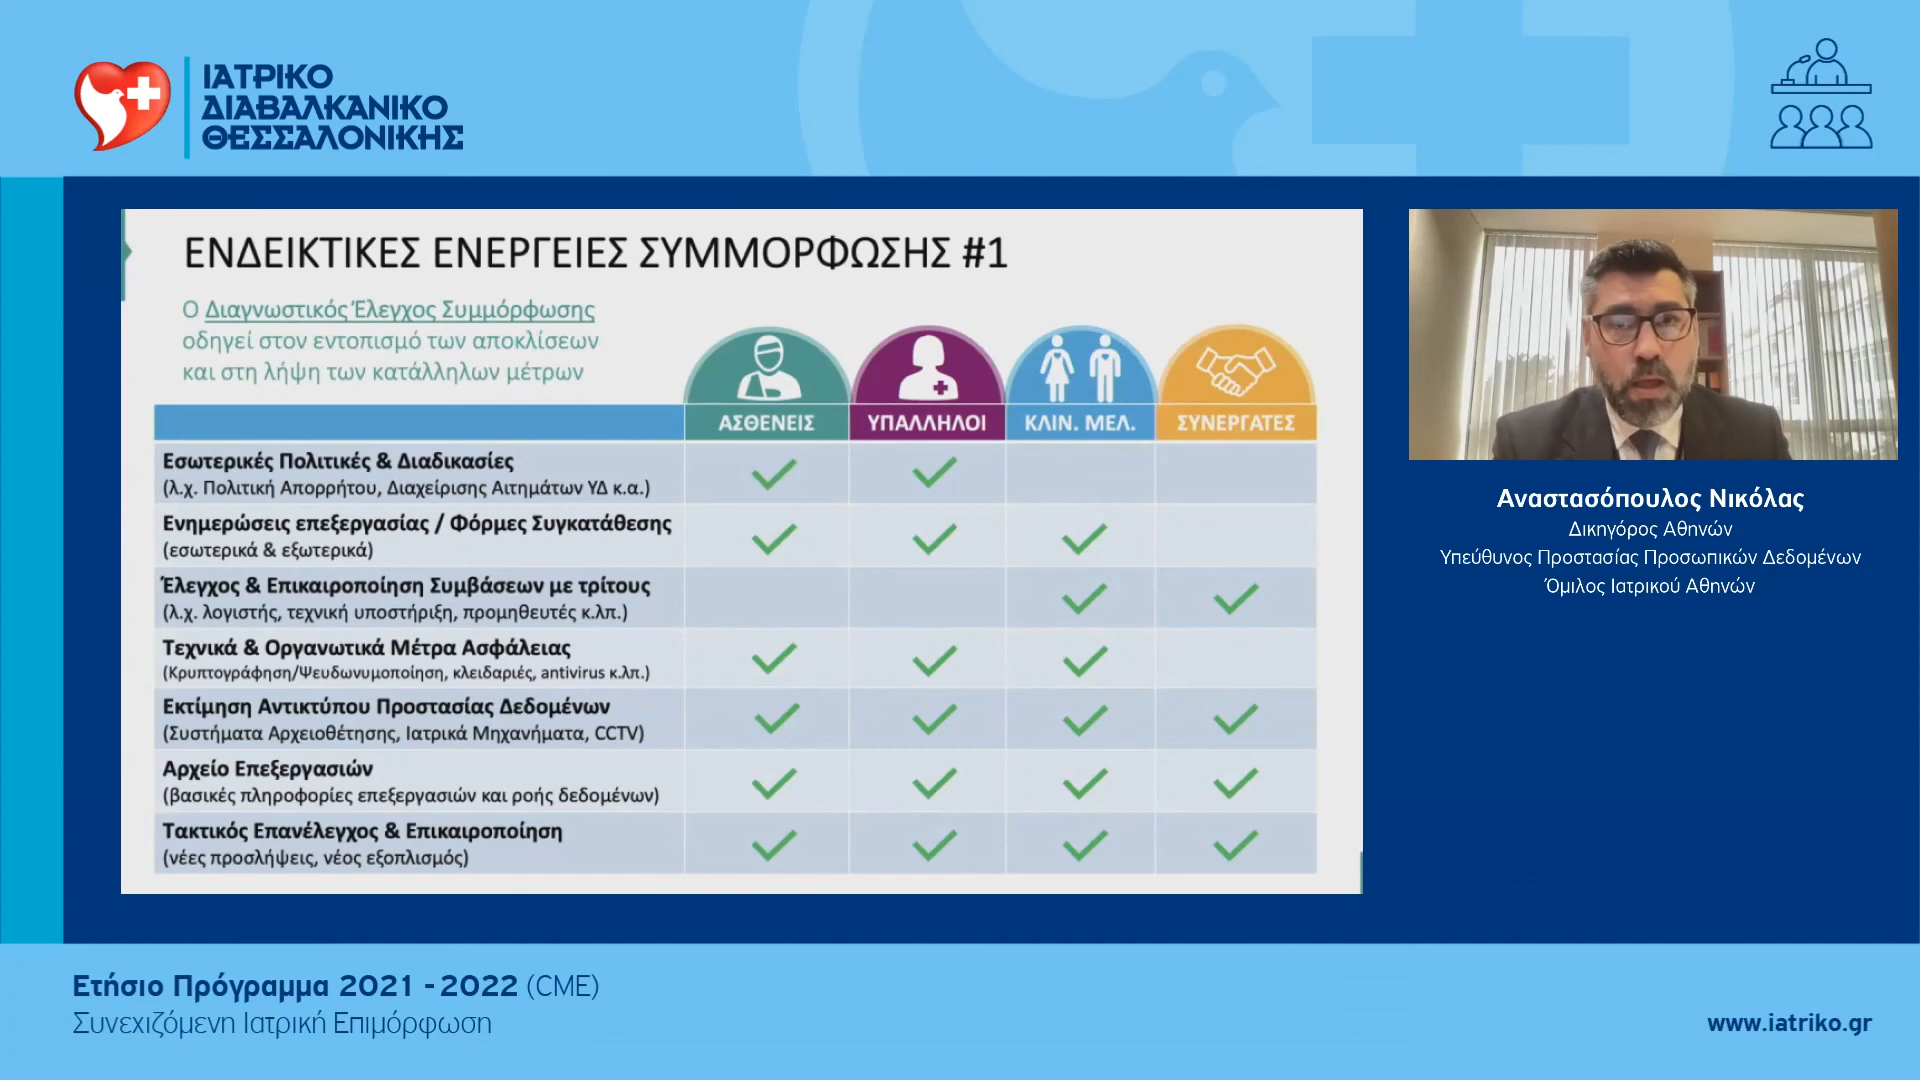 ΙΑΤΡΙΚΟ
ΔΙΑΒΑΛΚΑΝΙΚΟ
ΘΕΣΣΑΛΟΝΙΚΗΣ
ΕΝΔΕΙΚΤΙΚΕΣ ΕΝΕΡΓΕΙΕΣ ΣΥΜΜΟΡΦΩΣΗΣ #1
Ο Διαγνωστικός Έλεγχος Συμμόρφωσης
οδηγεί στον εντοπισμό των αποκλίσεων
και στη λήψη των κατάλληλων μέτρων
ΑΣΘΕΝΕΙΣ ΥΠΑΛΛΗΛΟΙ ΚΛΙΝ. ΜΕΛ. ΣΥΝΕΡΓΑΤΕΣ
Εσωτερικές Πολιτικές & Διαδικασίες
(λ.χ. Πολιτική Απορρήτου, Διαχείρισης Αιτημάτων ΥΔ κ.α.)
Ενημερώσεις επεξεργασίας / Φόρμες Συγκατάθεσης
(εσωτερικά & εξωτερικά)
Έλεγχος & Επικαιροποίηση Συμβάσεων με τρίτους
(λ.χ. λογιστής, τεχνική υποστήριξη, προμηθευτές κ.λπ.)
Τεχνικά & Οργανωτικά Μέτρα Ασφάλειας
(Κρυπτογράφηση/Ψευδωνυμοποίηση, κλειδαριές, antivirus κ.λπ.)
Εκτίμηση Αντικτύπου Προστασίας Δεδομένων
(Συστήματα Αρχειοθέτησης, Ιατρικά Μηχανήματα, CCTV)
Αρχείο Επεξεργασιών
(βασικές πληροφορίες επεξεργασιών και ροής δεδομένων)
Τακτικός Επανέλεγχος & Επικαιροποίηση
(νέες προσλήψεις, νέος εξοπλισμός)
Αναστασόπουλος Νικόλας
Δικηγόρος Αθηνών
Υπεύθυνος Προστασίας Προσωπικών Δεδομένων
Όμιλος Ιατρικού Αθηνών
Ετήσιο Πρόγραμμα 2021 - 2022 (CME)
Συνεχιζόμενη Ιατρική Επιμόρφωση
www.iatriko.gr